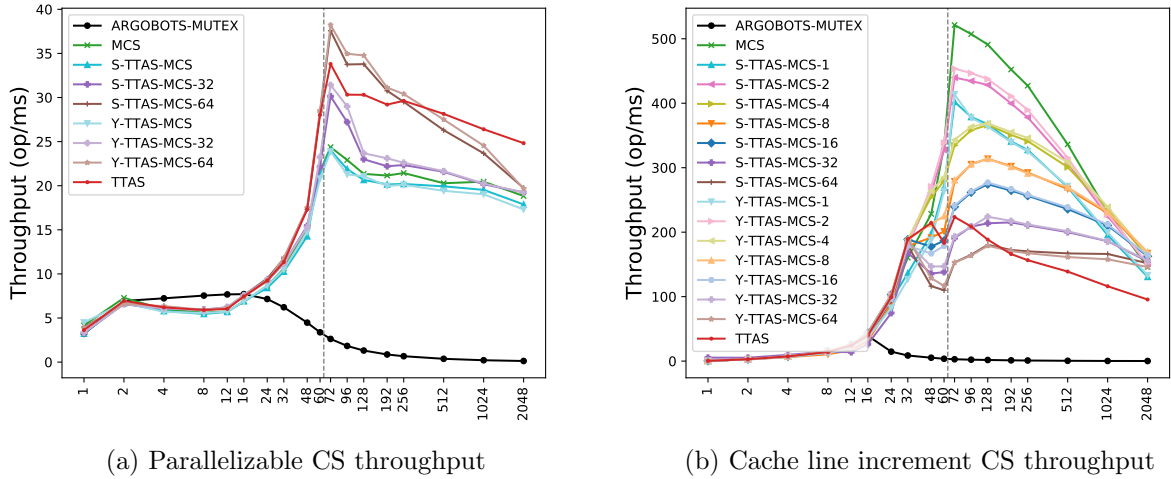 40
35
30
25
20
15
10
5
0
Throughput (op/ms)
ARGOBOTS-MUTEX
MCS
S-TTAS-MCS
S-TTAS-MCS-32
S-TTAS-MCS-64
Y-TTAS-MCS
Y-TTAS-MCS-32
Y-TTAS-MCS-64
TTAS
1 2 4 8 12 16 24 32 48 60 72 96 128 192 256 512 1024 2048
(a) Parallelizable CS throughput
500
400
300
200
100
0
Throughput (op/ms)
ARGOBOTS-MUTEX
MCS
S-TTAS-MCS-1
S-TTAS-MCS-2
S-TTAS-MCS-4
S-TTAS-MCS-8
S-TTAS-MCS-16
S-TTAS-MCS-32
S-TTAS-MCS-64
Y-TTAS-MCS-1
Y-TTAS-MCS-2
Y-TTAS-MCS-4
Y-TTAS-MCS-8
Y-TTAS-MCS-16
Y-TTAS-MCS-32
Y-TTAS-MCS-64
TTAS
1 2 4 8 12 16 24 32 48 60 72 96 128 192 256 512 1024 2048
(b) Cache line increment CS throughput